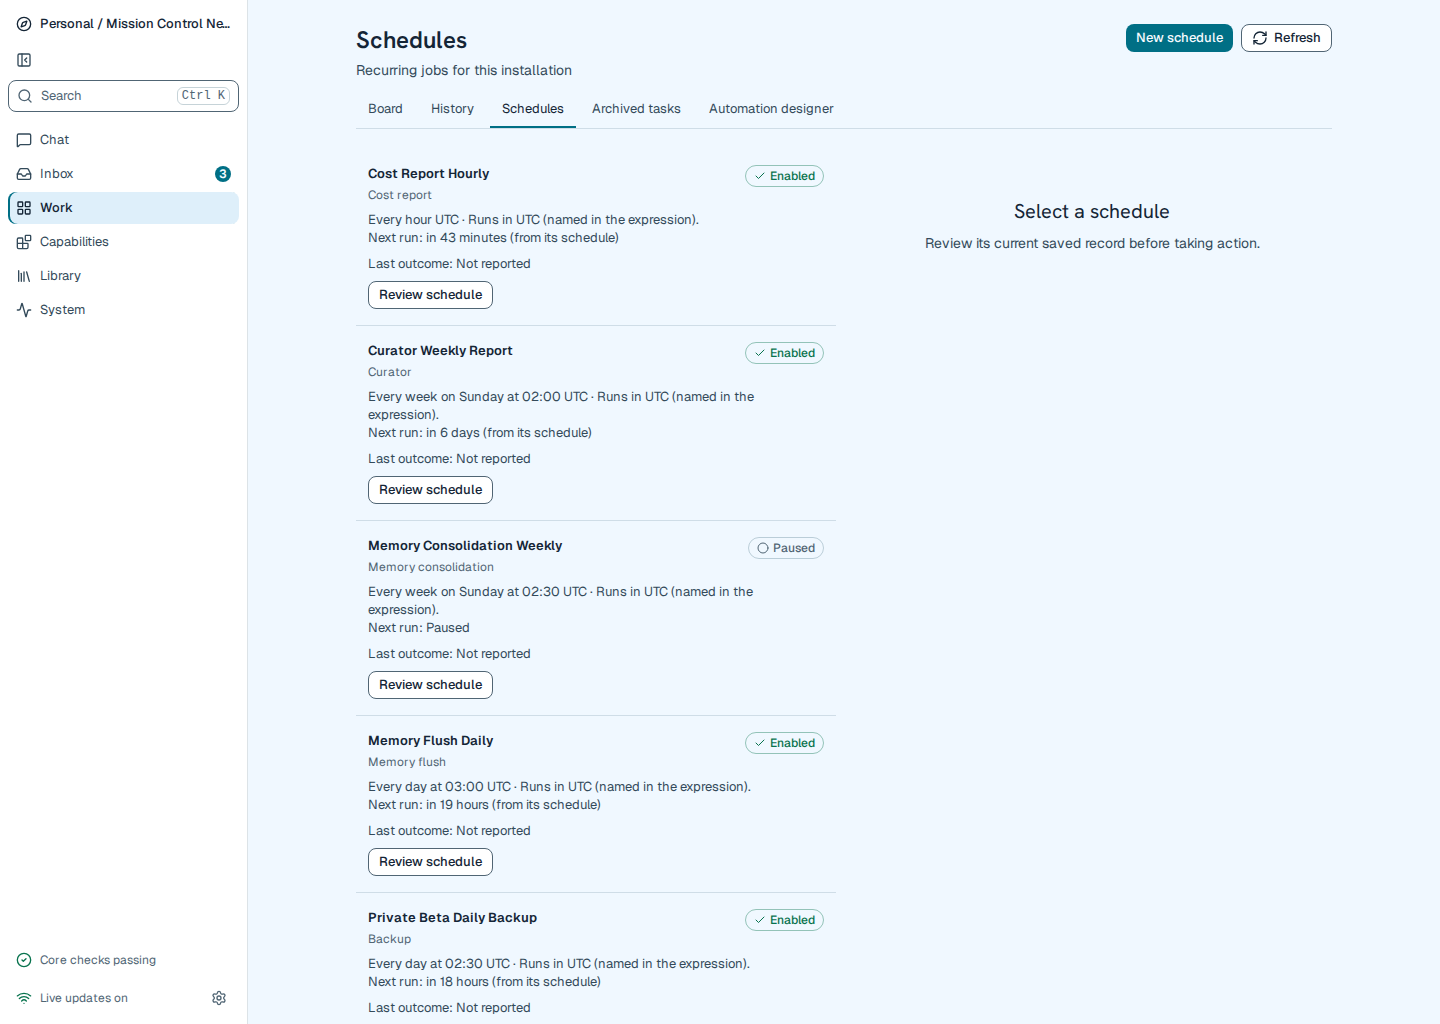 Personal / Mission Control Ne...
Search
Ctrl K
Chat
Inbox
3
Work
Capabilities
Library
System
Core checks passing
Live updates on
Schedules
Recurring jobs for this installation
New schedule
Refresh
Board
History
Schedules
Archived tasks
Automation designer
Cost Report Hourly
Enabled
Cost report
Every hour UTC · Runs in UTC (named in the expression).
Next run: in 43 minutes (from its schedule)
Last outcome: Not reported
Review schedule
Curator Weekly Report
Enabled
Curator
Every week on Sunday at 02:00 UTC · Runs in UTC (named in the
expression).
Next run: in 6 days (from its schedule)
Last outcome: Not reported
Review schedule
Memory Consolidation Weekly
Paused
Memory consolidation
Every week on Sunday at 02:30 UTC · Runs in UTC (named in the
expression).
Next run: Paused
Last outcome: Not reported
Review schedule
Memory Flush Daily
Enabled
Memory flush
Every day at 03:00 UTC · Runs in UTC (named in the expression).
Next run: in 19 hours (from its schedule)
Last outcome: Not reported
Review schedule
Private Beta Daily Backup
Enabled
Backup
Every day at 02:30 UTC · Runs in UTC (named in the expression).
Next run: in 18 hours (from its schedule)
Last outcome: Not reported
Select a schedule
Review its current saved record before taking action.